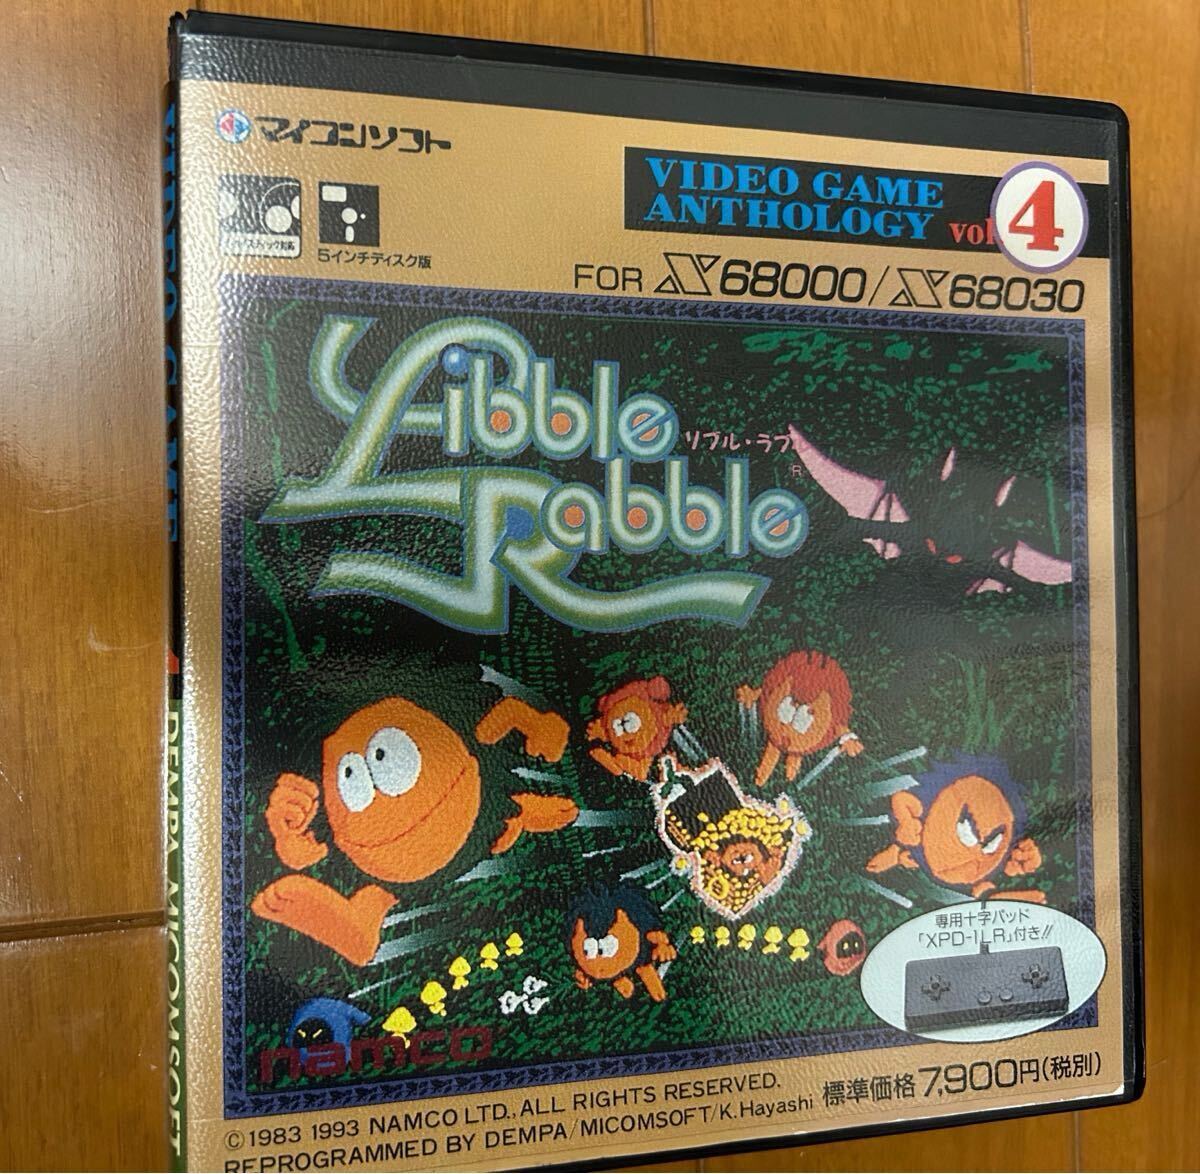 マイコンソフト
VIDEO GAME
ANTHOLOGY vol. 4
5インチディスク版
FOR X68000/X68030
Libble
リブル・ラブル
Rabble
R
専用十字パッド
「XPD-1LR」付き!!
namco
標準価格7,900円(税別)
©1983 1993 NAMCO LTD., ALL RIGHTS RESERVED.
REPROGRAMMED BY DEMPA/MICOMSOFT/K.Hayashi
VIDEO GAME
4
DEMPA MICOMSOFT